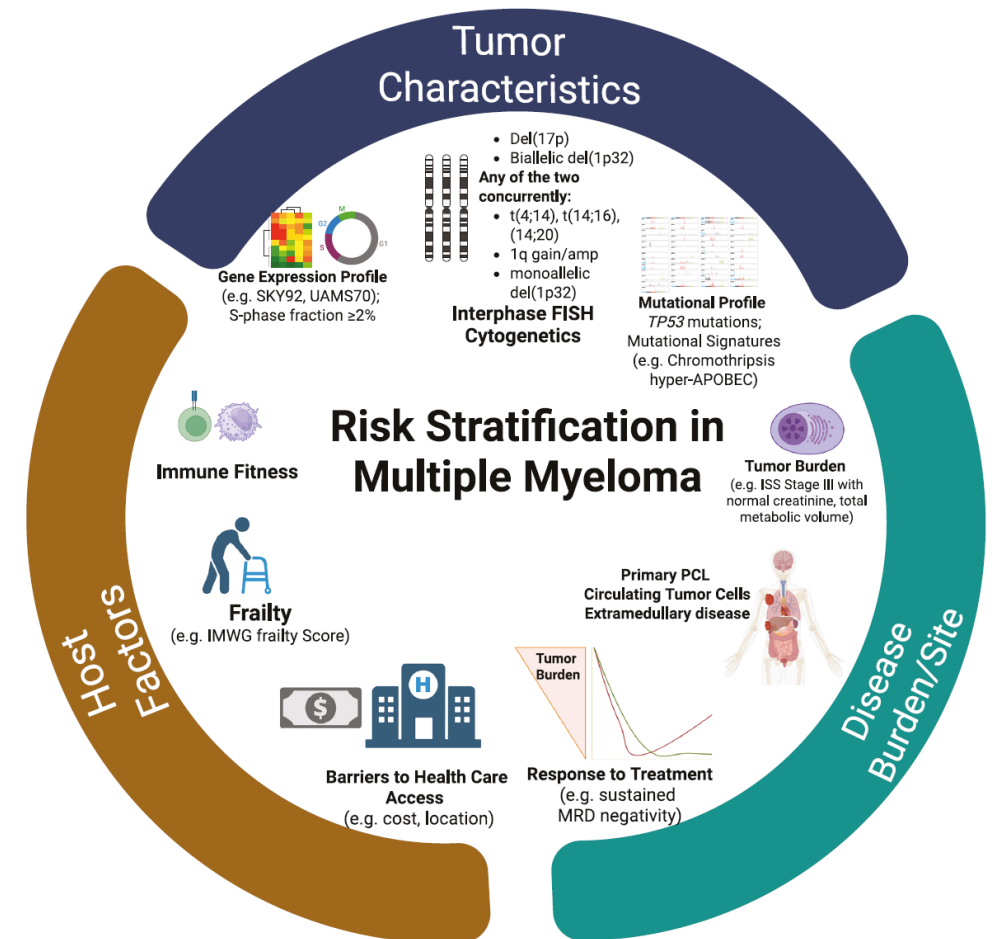 Tumor
Characteristics
Del(17p)
Biallelic del(1p32)
Any of the two
concurrently:
t(4;14), t(14;16),
(14;20)
1q gain/amp
monoallelic
del(1p32)
Interphase FISH
Cytogenetics
M
G2
S
G1
Gene Expression Profile
(e.g. SKY92, UAMS70);
S-phase fraction ≥2%
Mutational Profile
TP53 mutations;
Mutational Signatures
(e.g. Chromothripsis
hyper-APOBEC)
Risk Stratification in
Multiple Myeloma
Immune Fitness
Tumor Burden
(e.g. ISS Stage III with
normal creatinine, total
metabolic volume)
Frailty
(e.g. IMWG frailty Score)
Primary PCL
Circulating Tumor Cells
Extramedullary disease
Host
Factors
Disease
Burden/Site
$
H
Barriers to Health Care
Access
(e.g. cost, location)
Tumor
Burden
Response to Treatment
(e.g. sustained
MRD negativity)